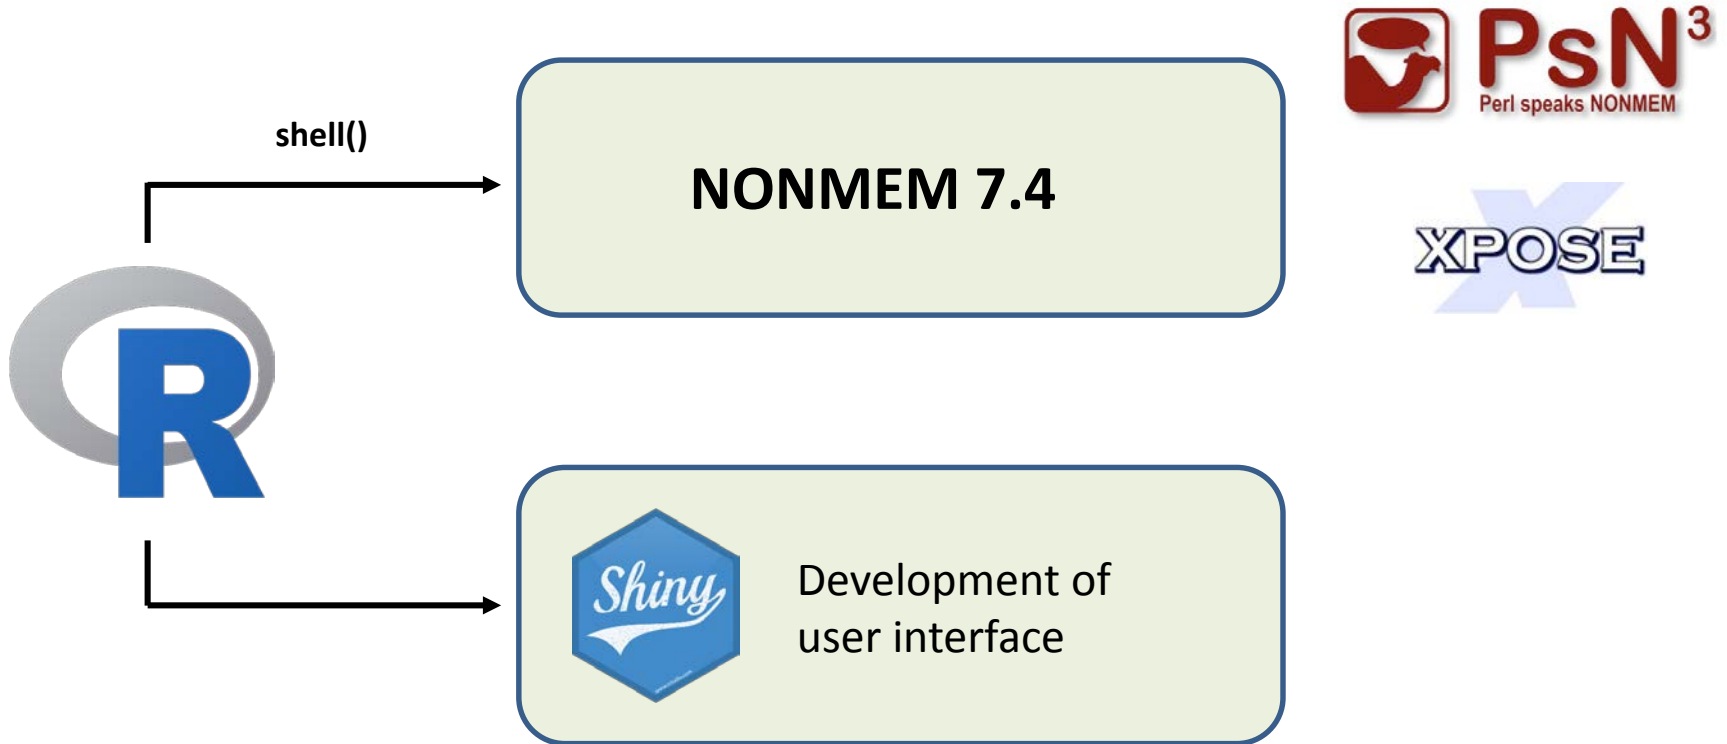 PsN³
Perl speaks NONMEM
shell()
NONMEM 7.4
XPOSE
R
Shiny
Development of
user interface